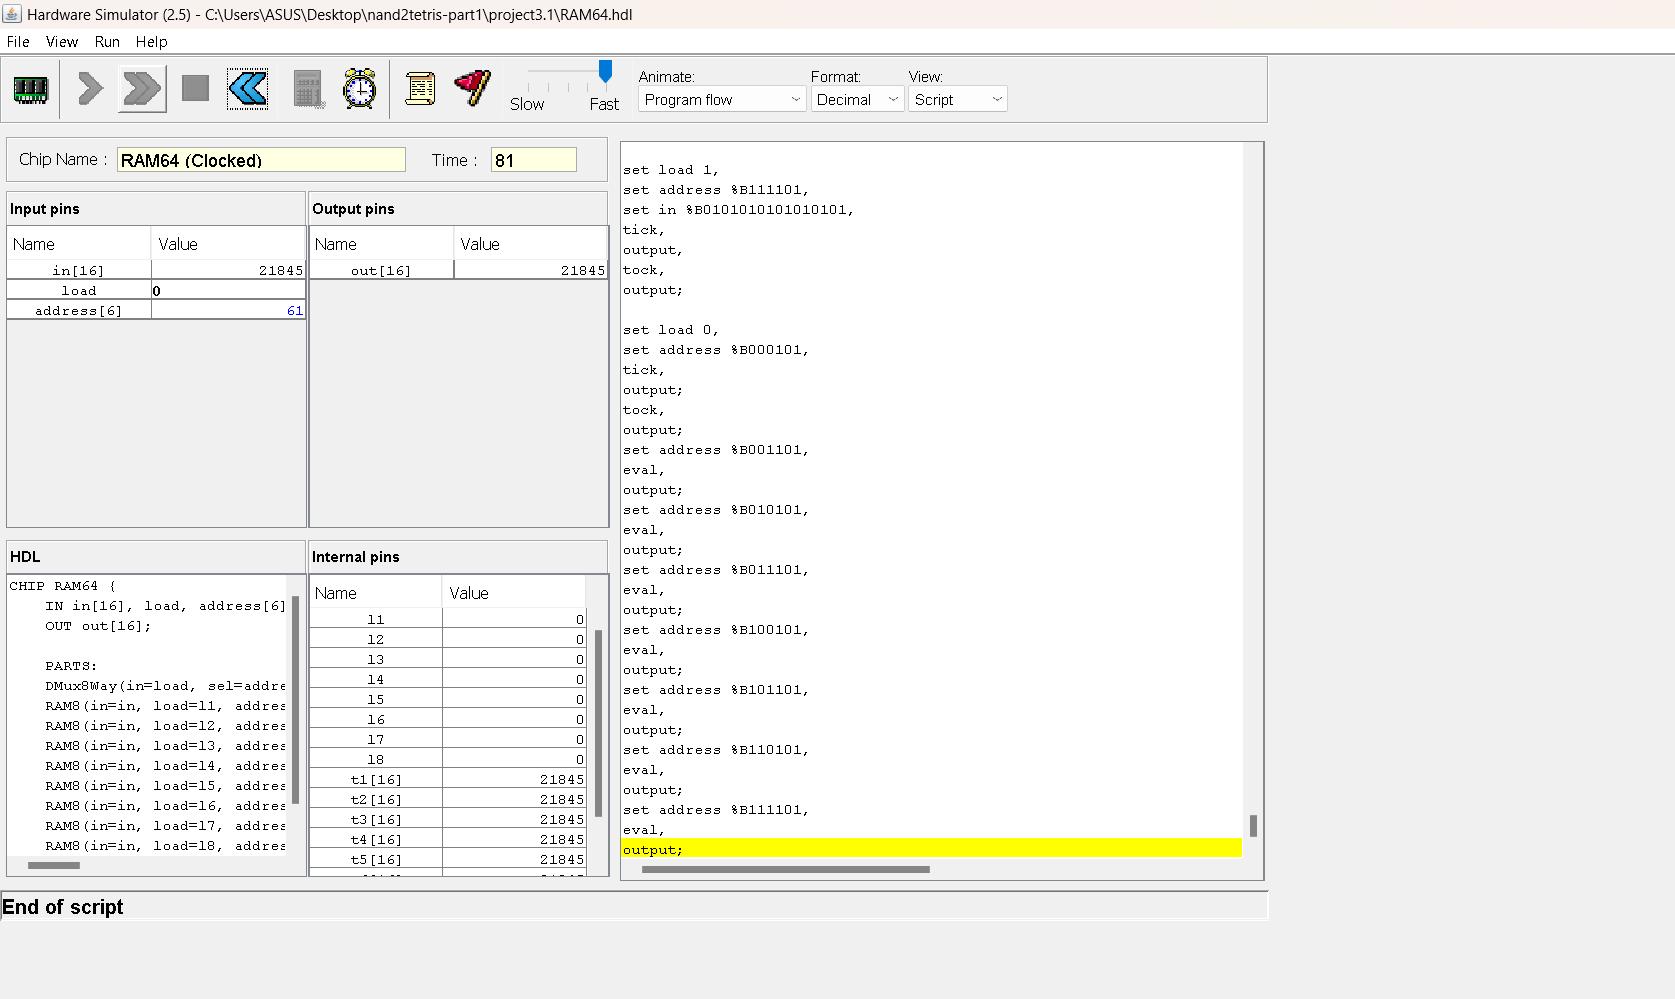 Hardware Simulator (2.5) - C:\Users\ASUS\Desktop\nand2tetris-part1\project3.1\RAM64.hdl
File View Run Help
Slow Fast
Animate:
Program flow
Format:
Decimal
View:
Script
Chip Name : RAM64 (Clocked) Time : 81
Input pins
Name Value
in[16] 21845
load 0
address[6] 61
Output pins
Name Value
out[16] 21845
HDL
CHIP RAM64 {
IN in[16], load, address[6]
OUT out[16];
PARTS:
DMux8Way(in=load, sel=addre
RAM8(in=in, load=l1, addres
RAM8(in=in, load=l2, addres
RAM8(in=in, load=l3, addres
RAM8(in=in, load=l4, addres
RAM8(in=in, load=l5, addres
RAM8(in=in, load=l6, addres
RAM8(in=in, load=l7, addres
RAM8(in=in, load=l8, addres
Internal pins
Name Value
l1 0
l2 0
l3 0
l4 0
l5 0
l6 0
l7 0
l8 0
t1[16] 21845
t2[16] 21845
t3[16] 21845
t4[16] 21845
t5[16] 21845
set load 1,
set address %B111101,
set in %B0101010101010101,
tick,
output,
tock,
output;
set load 0,
set address %B000101,
tick,
output;
tock,
output;
set address %B001101,
eval,
output;
set address %B010101,
eval,
output;
set address %B011101,
eval,
output;
set address %B100101,
eval,
output;
set address %B101101,
eval,
output;
set address %B110101,
eval,
output;
set address %B111101,
eval,
output;
End of script